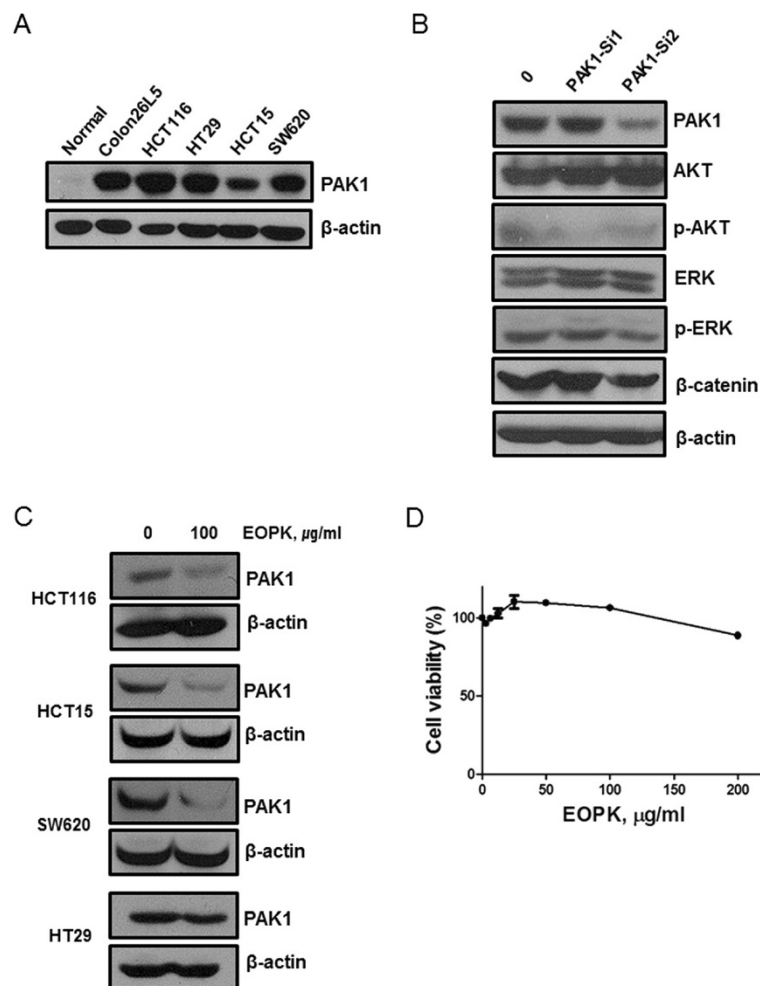 A
Normal Colon26L5 HCT116 HT29 HCT15 SW620
PAK1
β-actin
B
0 PAK1-Si1 PAK1-Si2
PAK1
AKT
p-AKT
ERK
p-ERK
β-catenin
β-actin
C
0 100 EOPK, µg/ml
HCT116
PAK1
β-actin
HCT15
PAK1
β-actin
SW620
PAK1
β-actin
HT29
PAK1
β-actin
D
Cell viability (%)
100
50
0
0 50 100 150 200
EOPK, µg/ml